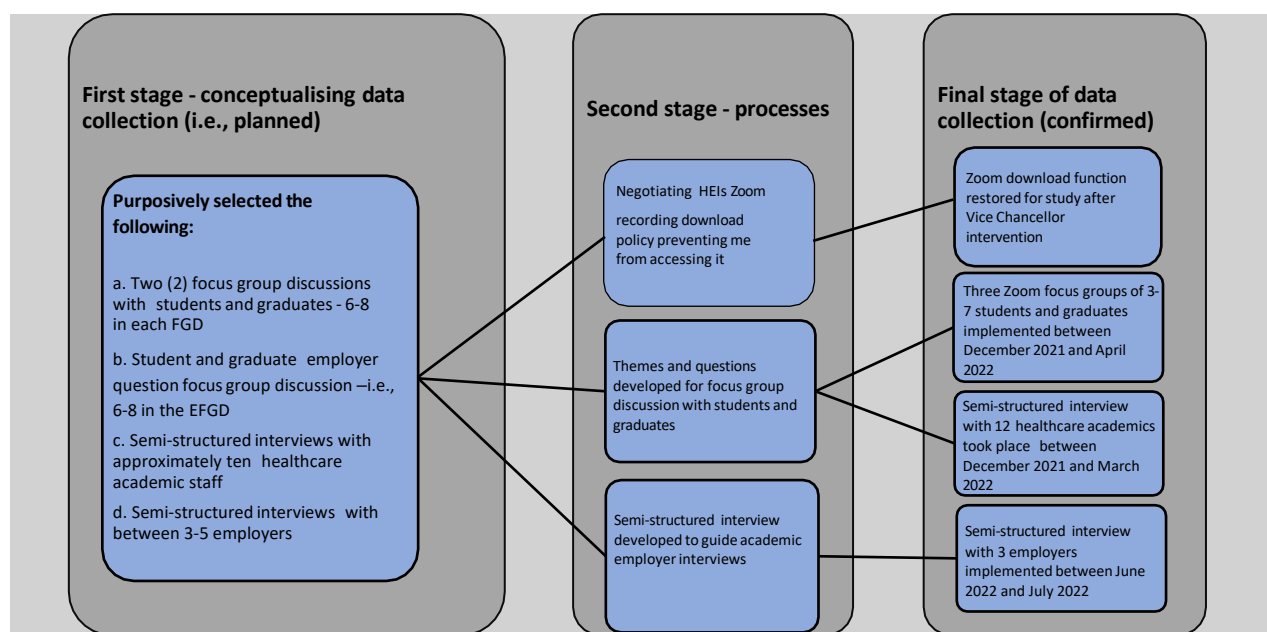 First stage - conceptualising data
collection (i.e., planned)
Purposively selected the
following:
a. Two (2) focus group discussions
with students and graduates - 6-8
in each FGD
b. Student and graduate employer
question focus group discussion –i.e.,
6-8 in the EFGD
c. Semi-structured interviews with
approximately ten healthcare
academic staff
d. Semi-structured interviews with
between 3-5 employers
Second stage - processes
Negotiating HEIs Zoom
recording download
policy preventing me
from accessing it
Themes and questions
developed for focus group
discussion with students and
graduates
Semi-structured interview
developed to guide academic
employer interviews
Final stage of data
collection (confirmed)
Zoom download function
restored for study after
Vice Chancellor
intervention
Three Zoom focus groups of 3-
7 students and graduates
implemented between
December 2021 and April
2022
Semi-structured interview
with 12 healthcare academics
took place between
December 2021 and March
2022
Semi-structured interview
with 3 employers
implemented between June
2022 and July 2022